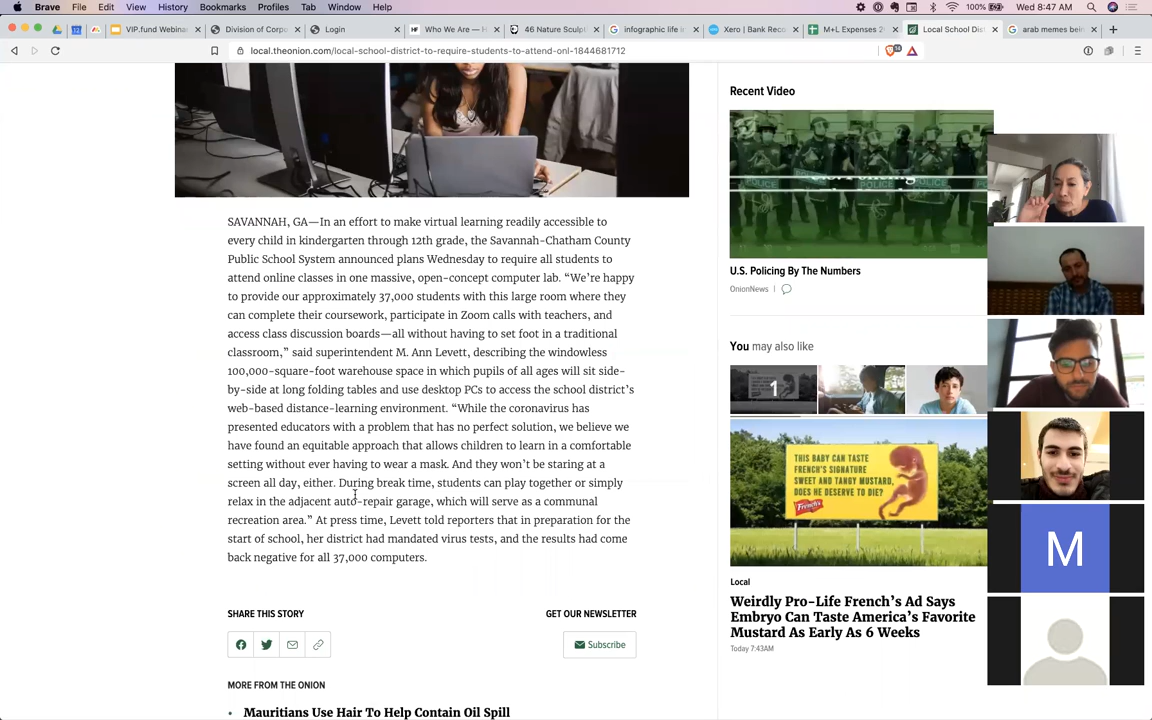 Brave File Edit View History Bookmarks Profiles Tab Window Help 100% Wed 8:47 AM
VIP.fund Webina Division of Corpo Login Who We Are — H 46 Nature Sculpt infographic life i Xero | Bank Reco M+L Expenses 2 Local School Dist arab memes bein
local.theonion.com/local-school-district-to-require-students-to-attend-onl-1844681712
SAVANNAH, GA—In an effort to make virtual learning readily accessible to
every child in kindergarten through 12th grade, the Savannah-Chatham County
Public School System announced plans Wednesday to require all students to
attend online classes in one massive, open-concept computer lab. “We’re happy
to provide our approximately 37,000 students with this large room where they
can complete their coursework, participate in Zoom calls with teachers, and
access class discussion boards—all without having to set foot in a traditional
classroom,” said superintendent M. Ann Levett, describing the windowless
100,000-square-foot warehouse space in which pupils of all ages will sit side-
by-side at long folding tables and use desktop PCs to access the school district’s
web-based distance-learning environment. “While the coronavirus has
presented educators with a problem that has no perfect solution, we believe we
have found an equitable approach that allows children to learn in a comfortable
setting without ever having to wear a mask. And they won’t be staring at a
screen all day, either. During break time, students can play together or simply
relax in the adjacent auto-repair garage, which will serve as a communal
recreation area.” At press time, Levett told reporters that in preparation for the
start of school, her district had mandated virus tests, and the results had come
back negative for all 37,000 computers.
SHARE THIS STORY
GET OUR NEWSLETTER
Subscribe
MORE FROM THE ONION
• Mauritians Use Hair To Help Contain Oil Spill
Recent Video
POLICE POLICE POLICE POLICE
U.S. Policing By The Numbers
OnionNews
You may also like
1
THIS BABY CAN TASTE
FRENCH'S SIGNATURE
SWEET AND TANGY MUSTARD,
DOES HE DESERVE TO DIE?
French's
Local
Weirdly Pro-Life French’s Ad Says
Embryo Can Taste America’s Favorite
Mustard As Early As 6 Weeks
Today 7:43AM
M